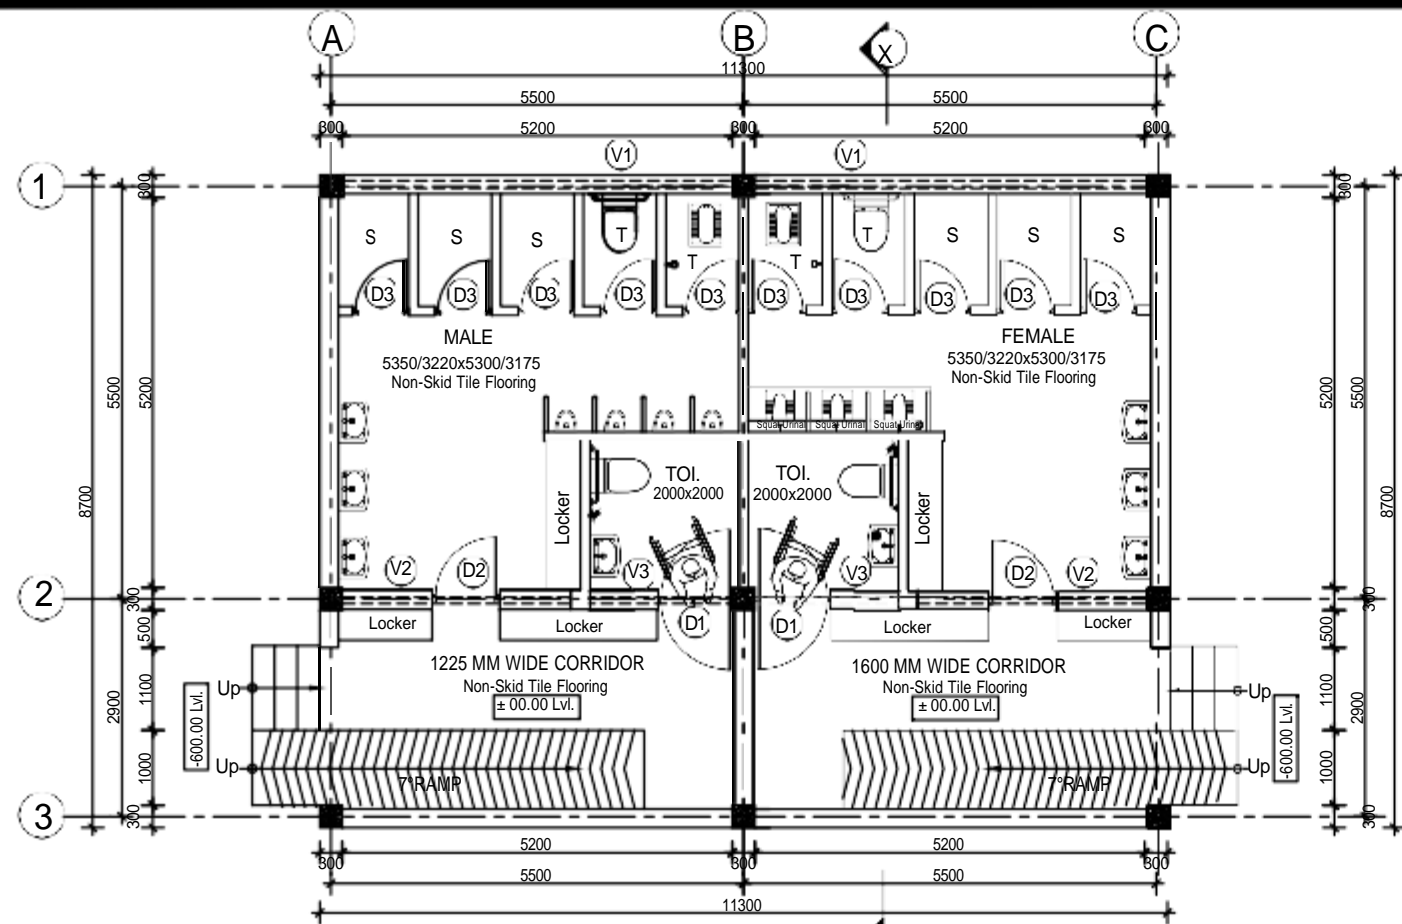 A B C
X
11300
5500 5500
300 5200 300 5200 300
V1 V1
1
300 300
S S S T T T T S S S
D3 D3 D3 D3 D3 D3 D3 D3 D3 D3
MALE
5350/3220x5300/3175
Non-Skid Tile Flooring
FEMALE
5350/3220x5300/3175
Non-Skid Tile Flooring
8700 5500 5200
5200 5500 8700
Squat Urinal Squat Urinal Squat Urinal
TOI.
2000x2000
TOI.
2000x2000
Locker Locker
V2 D2 V3 V3 D2 V2
2
300 300 300
Locker Locker D1 D1 Locker Locker
500 500
1225 MM WIDE CORRIDOR
Non-Skid Tile Flooring
± 00.00 Lvl.
1600 MM WIDE CORRIDOR
Non-Skid Tile Flooring
± 00.00 Lvl.
2900 1100 1100 2900
-600.00 Lvl. Up Up -600.00 Lvl.
1000 1000
Up Up
7°RAMP 7°RAMP
3
300 300 300
5200 5200
300 300 300
5500 5500
11300